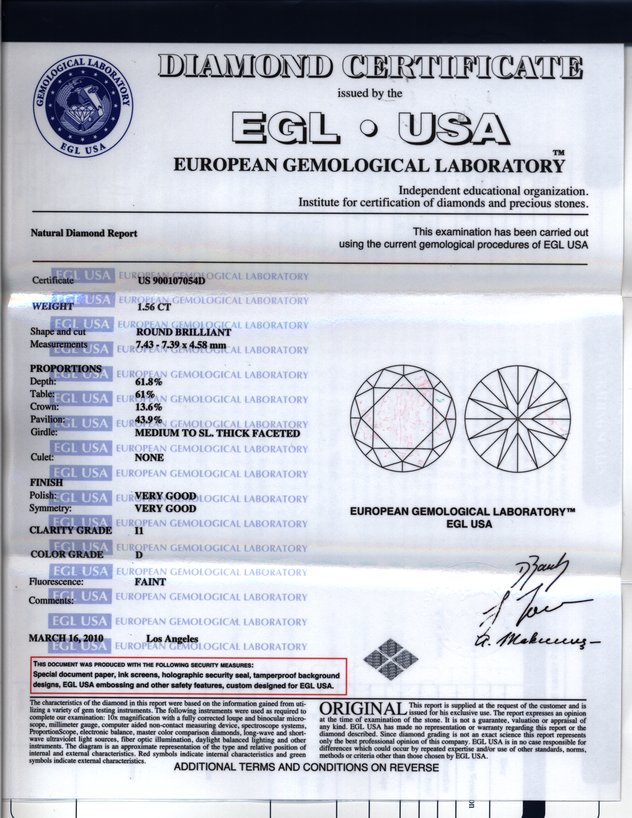 GEMOLOGICAL LABORATORY
EGL USA
DIAMOND CERTIFICATE
issued by the
EGL • USA
EUROPEAN GEMOLOGICAL LABORATORY™
Independent educational organization.
Institute for certification of diamonds and precious stones.
Natural Diamond Report
This examination has been carried out
using the current gemological procedures of EGL USA
EGL USA EUROPEAN GEMOLOGICAL LABORATORY
Certificate US 900107054D
WEIGHT 1.56 CT
Shape and cut ROUND BRILLIANT
Measurements 7.43 - 7.39 x 4.58 mm
PROPORTIONS
Depth: 61.8%
Table: 61%
Crown: 13.6%
Pavilion: 43.9%
Girdle: MEDIUM TO SL. THICK FACETED
Culet: NONE
FINISH
Polish: VERY GOOD
Symmetry: VERY GOOD
CLARITY GRADE I1
COLOR GRADE D
Fluorescence: FAINT
Comments:
MARCH 16, 2010 Los Angeles
EUROPEAN GEMOLOGICAL LABORATORY™
EGL USA
THIS DOCUMENT WAS PRODUCED WITH THE FOLLOWING SECURITY MEASURES:
Special document paper, ink screens, holographic security seal, tamperproof background
designs, EGL USA embossing and other safety features, custom designed for EGL USA.
The characteristics of the diamond in this report were based on the information gained from uti-
lizing a variety of gem testing instruments. The following instruments were used as required to
complete our examination: 10x magnification with a fully corrected loupe and binocular micro-
scope, millimeter gauge, computer aided non-contact measuring device, spectroscope systems,
ProportionScope, electronic balance, master color comparison diamonds, long-wave and short-
wave ultraviolet light sources, fiber optic illumination, daylight balanced lighting and other
instruments. The diagram is an approximate representation of the type and relative position of
internal and external characteristics. Red symbols indicate internal characteristics and green
symbols indicate external characteristics.
ORIGINAL This report is supplied at the request of the customer and is
issued for his exclusive use. The report expresses an opinion
at the time of examination of the stone. It is not a guarantee, valuation or appraisal of
any kind. EGL USA has made no representation or warranty regarding this report or the
diamond described. Since diamond grading is not an exact science this report represents
only the best professional opinion of this company. EGL USA is in no case responsible for
differences which could occur by repeated expertise and/or use of other standards, norms,
methods or criteria other than those chosen by EGL USA.
ADDITIONAL TERMS AND CONDITIONS ON REVERSE